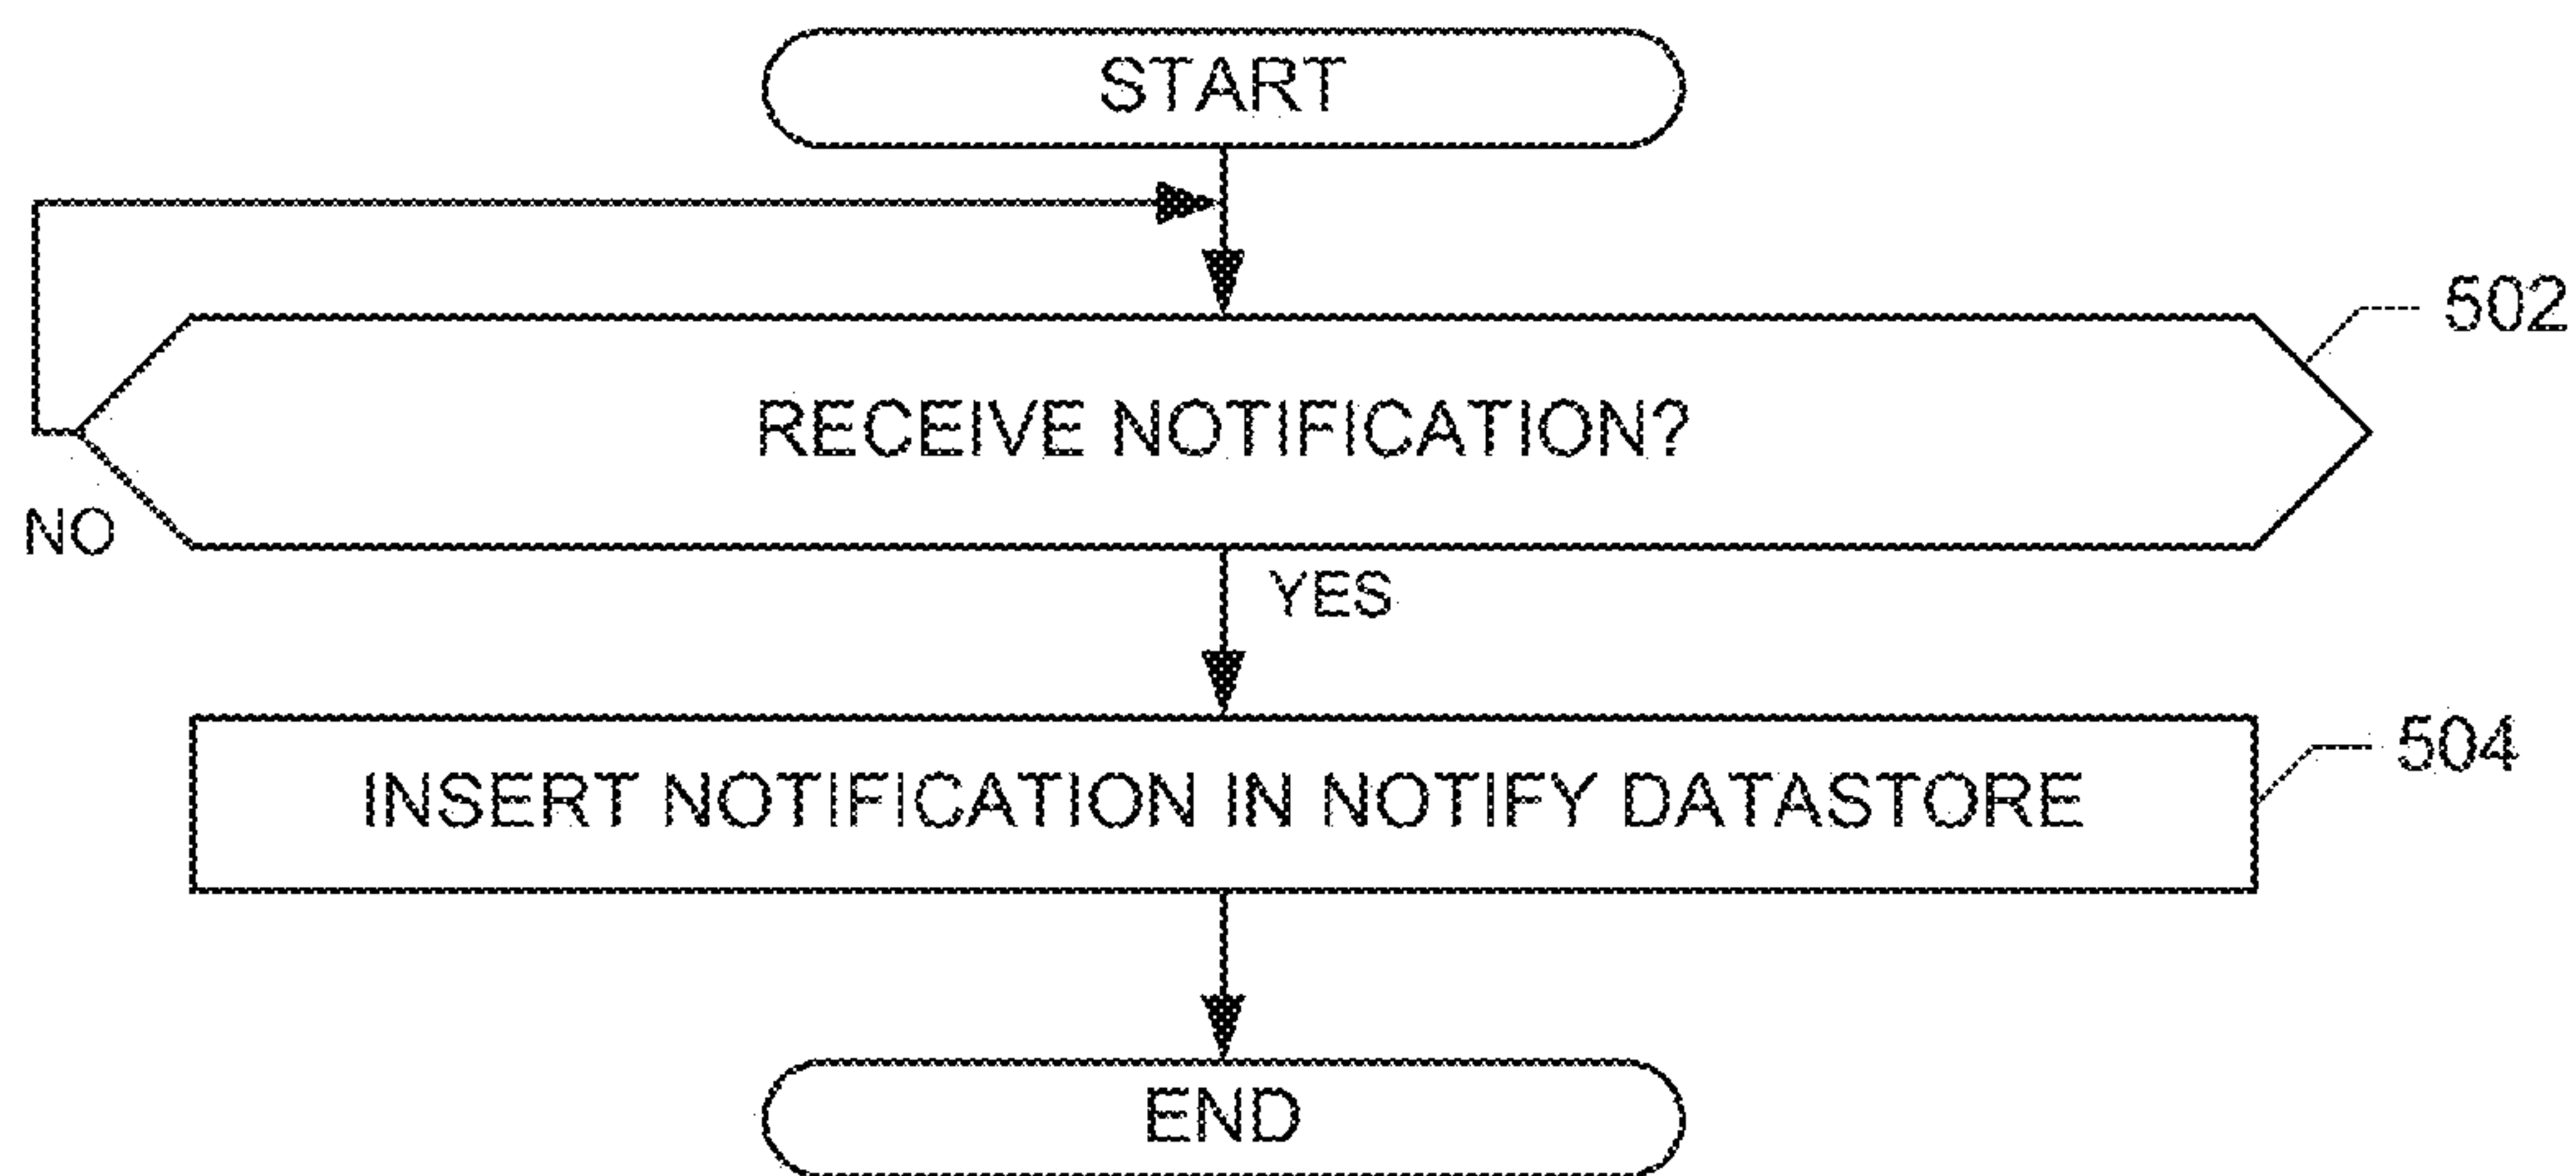 START
502
RECEIVE NOTIFICATION?
NO
YES
504
INSERT NOTIFICATION IN NOTIFY DATASTORE
END